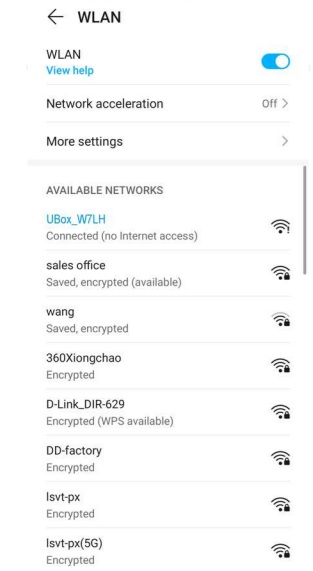 WLAN
WLAN
View help
Network acceleration
Off
More settings
AVAILABLE NETWORKS
UBox_W7LH
Connected (no Internet access)
sales office
Saved, encrypted (available)
wang
Saved, encrypted
360Xiongchao
Encrypted
D-Link_DIR-629
Encrypted (WPS available)
DD-factory
Encrypted
lsvt-px
Encrypted
lsvt-px(5G)
Encrypted